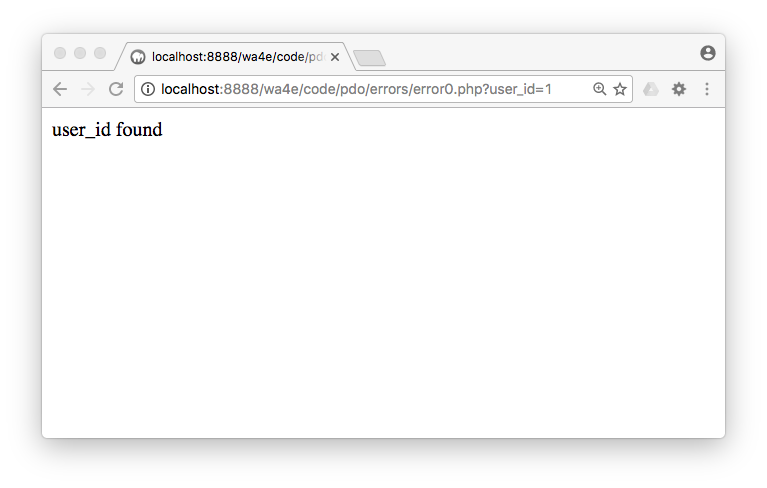 localhost:8888/wa4e/code/pd
localhost:8888/wa4e/code/pdo/errors/error0.php?user_id=1
user_id found